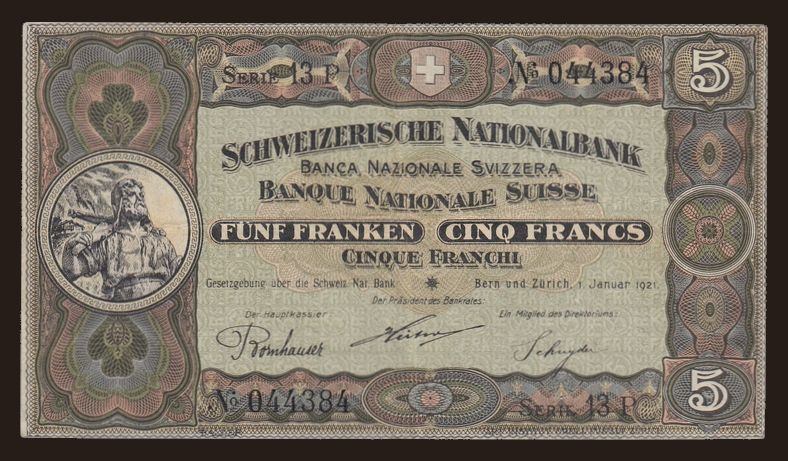 SERIE 13 P
№ 044384
5
SCHWEIZERISCHE NATIONALBANK
BANCA NAZIONALE SVIZZERA
BANQUE NATIONALE SUISSE
FÜNF FRANKEN CINQ FRANCS
CINQUE FRANCHI
Gesetzgebung über die Schweiz. Nat. Bank
Bern und Zürich, 1. Januar 1921.
Der Präsident des Bankrates:
Der Hauptkassier
Ein Mitglied des Direktoriums:
Bornhauser
Schnyder
№ 044384
SERIE 13 P
5